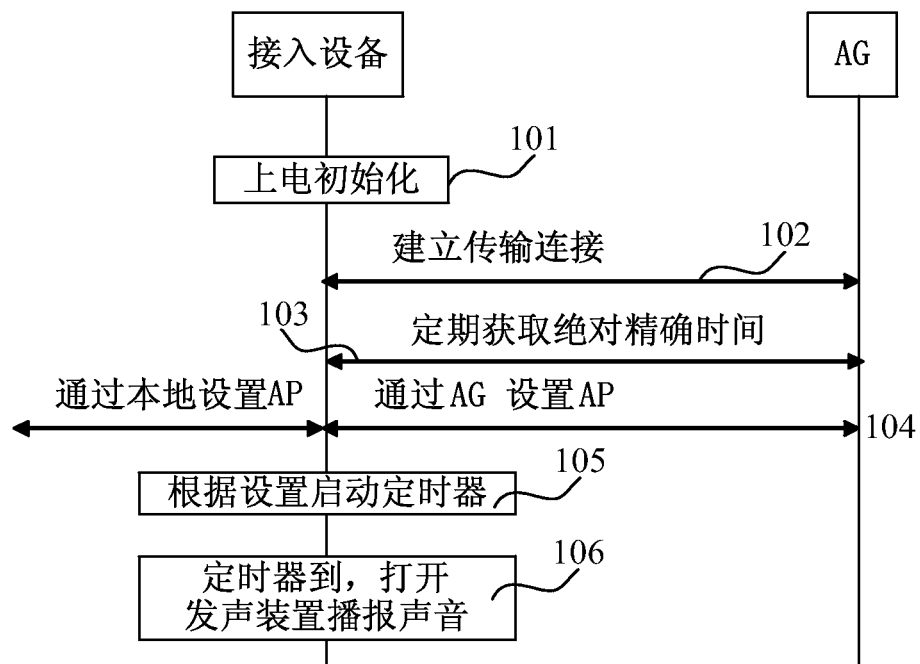 接入设备
AG
101
上电初始化
建立传输连接
102
103
定期获取绝对精确时间
通过本地设置AP
通过AG 设置AP
104
105
根据设置启动定时器
106
定时器到，打开
发声装置播报声音